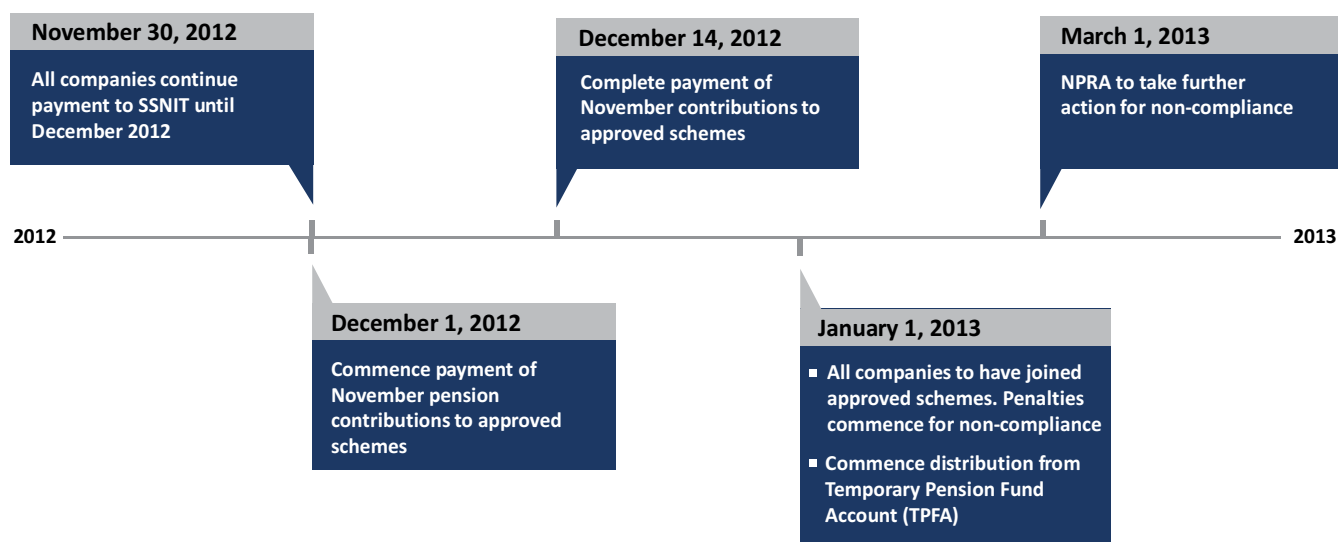 November 30, 2012
All companies continue
payment to SSNIT until
December 2012
December 14, 2012
Complete payment of
November contributions to
approved schemes
March 1, 2013
NPRA to take further
action for non-compliance
2012
2013
December 1, 2012
Commence payment of
November pension
contributions to approved
schemes
January 1, 2013
▪ All companies to have joined
approved schemes. Penalties
commence for non-compliance
▪ Commence distribution from
Temporary Pension Fund
Account (TPFA)